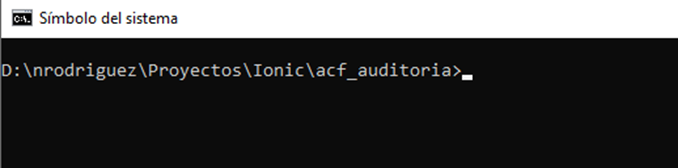 Símbolo del sistema
D:\nrodriguez\Proyectos\Ionic\acf_auditoria>